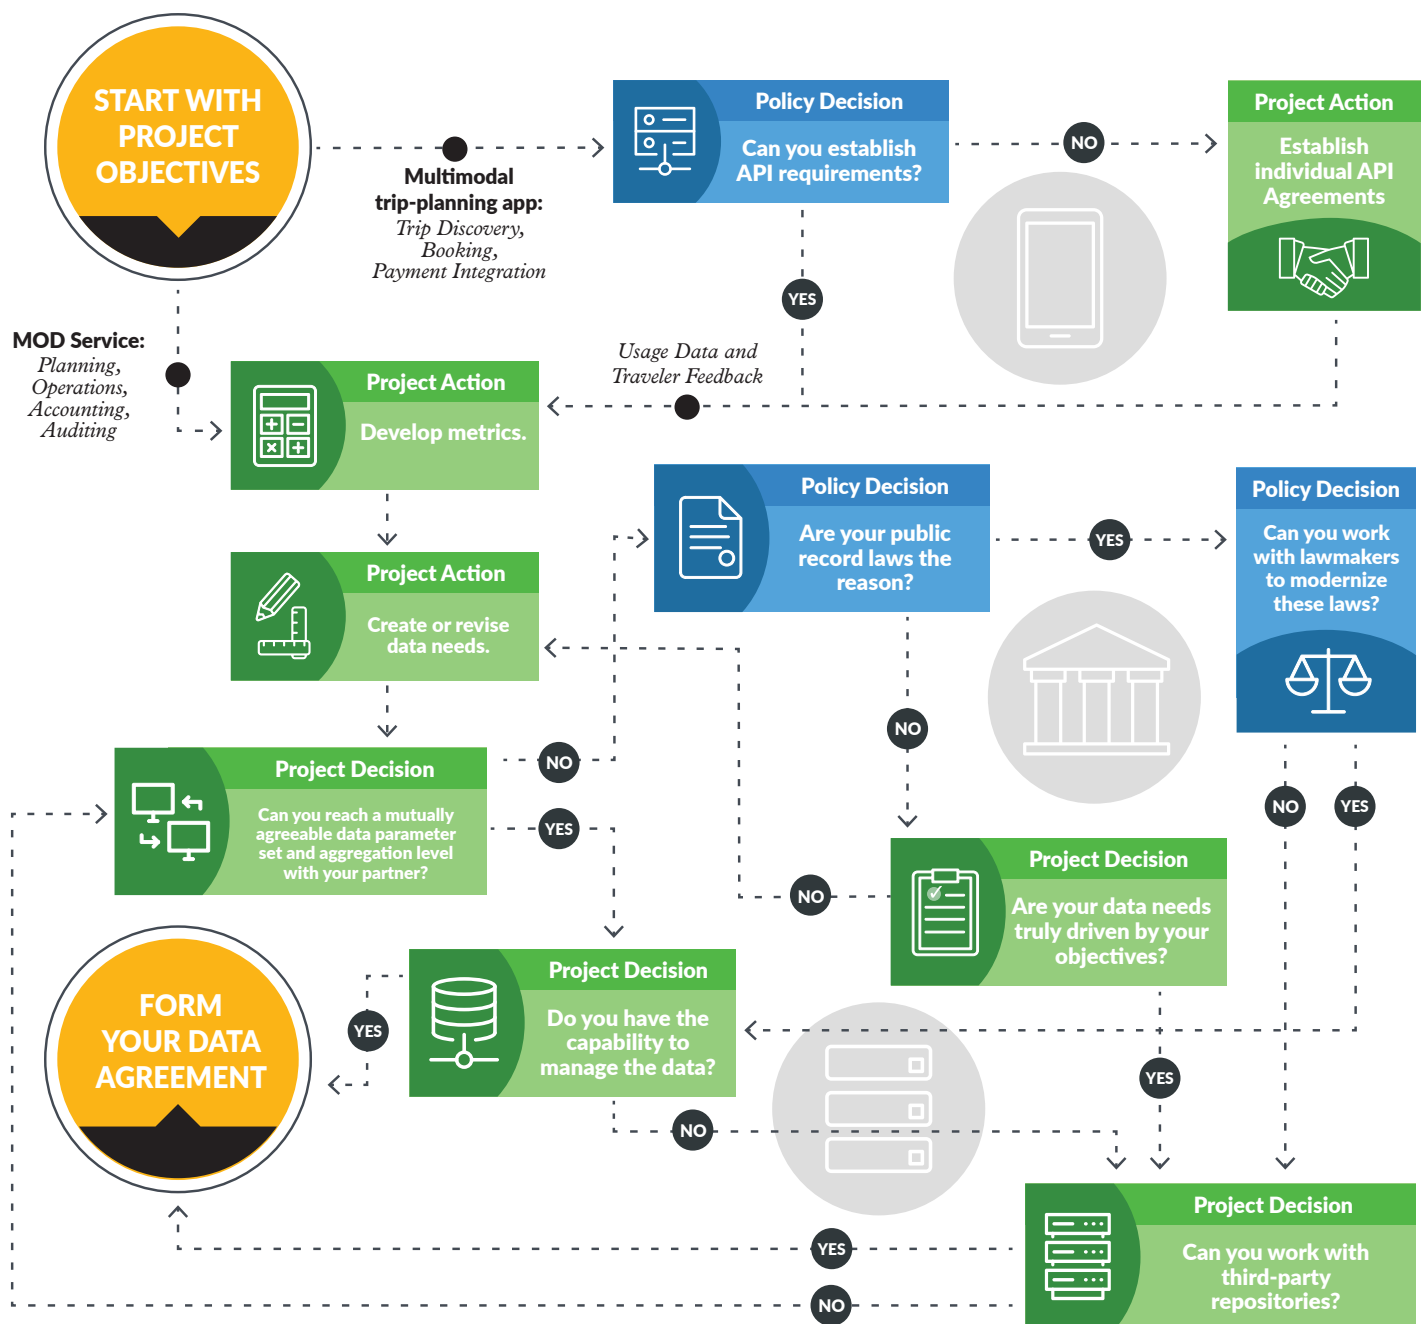 START WITH
PROJECT
OBJECTIVES
Multimodal
trip-planning app:
Trip Discovery,
Booking,
Payment Integration
Policy Decision
Can you establish
API requirements?
NO
Project Action
Establish
individual API
Agreements
YES
MOD Service:
Planning,
Operations,
Accounting,
Auditing
Usage Data and
Traveler Feedback
Project Action
Develop metrics.
Project Action
Create or revise
data needs.
Policy Decision
Are your public
record laws the
reason?
YES
Policy Decision
Can you work
with lawmakers
to modernize
these laws?
NO
NO
YES
Project Decision
Can you reach a mutually
agreeable data parameter
set and aggregation level
with your partner?
NO
YES
NO
Project Decision
Are your data needs
truly driven by your
objectives?
YES
Project Decision
Do you have the
capability to
manage the data?
YES
NO
FORM
YOUR DATA
AGREEMENT
Project Decision
Can you work with
third-party
repositories?
YES
NO